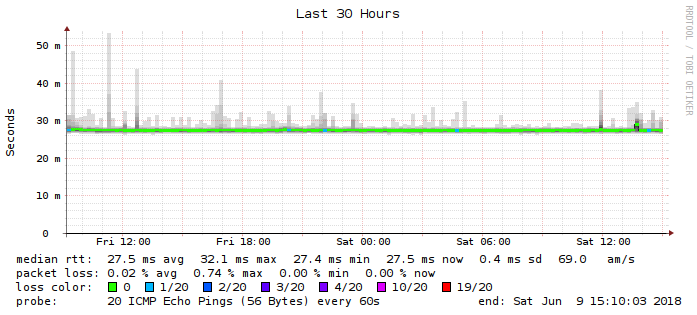 Last 30 Hours
RRDTOOL / TOBI OETIKER
Seconds
50 m
40 m
30 m
20 m
10 m
0
Fri 12:00 Fri 18:00 Sat 00:00 Sat 06:00 Sat 12:00
median rtt: 27.5 ms avg 32.1 ms max 27.4 ms min 27.5 ms now 0.4 ms sd 69.0 am/s
packet loss: 0.02 % avg 0.74 % max 0.00 % min 0.00 % now
loss color: 0 1/20 2/20 3/20 4/20 10/20 19/20
probe: 20 ICMP Echo Pings (56 Bytes) every 60s end: Sat Jun 9 15:10:03 2018